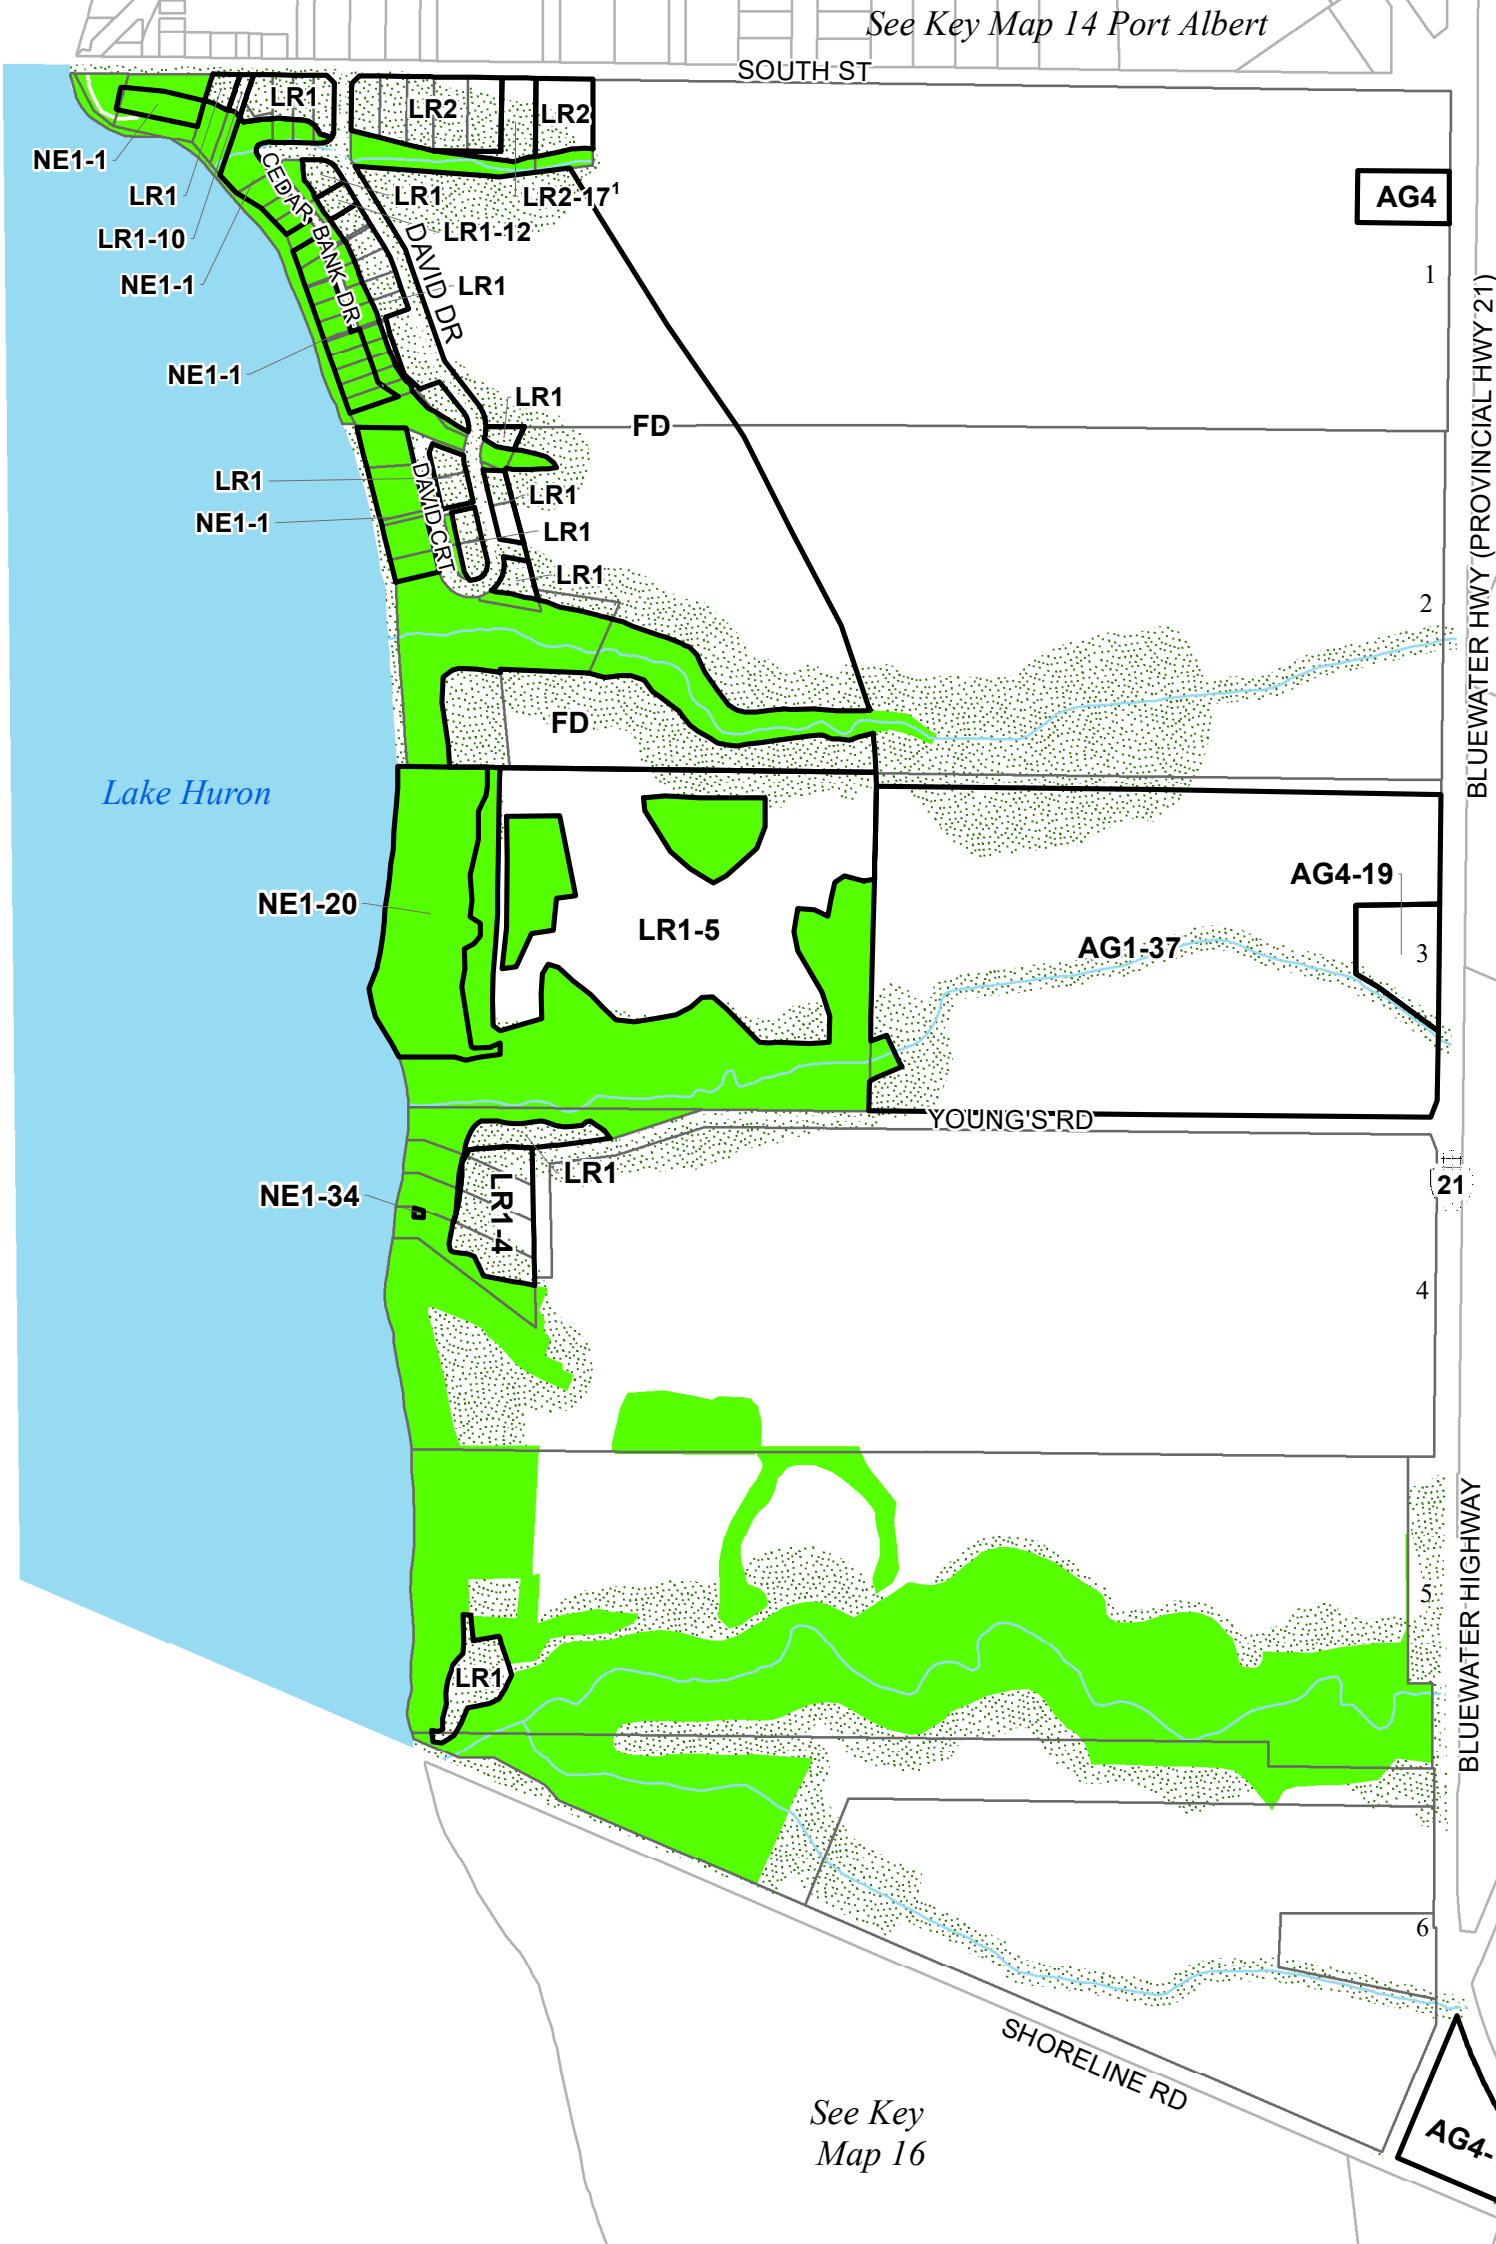 See Key Map 14 Port Albert
SOUTH ST
LR1
LR2
LR2
NE1-1
LR1
LR1
LR2-17¹
AG4
LR1-10
LR1-12
NE1-1
CEDAR BANK DR
DAVID DR
LR1
1
NE1-1
LR1
FD
BLUEWATER HWY (PROVINCIAL HWY 21)
LR1
DAVID CRT
LR1
NE1-1
LR1
LR1
2
FD
Lake Huron
AG4-19
NE1-20
LR1-5
AG1-37
3
YOUNG'S RD
LR1
NE1-34
LR1-4
21
4
BLUEWATER HIGHWAY
5
LR1
6
SHORELINE RD
See Key
Map 16
AG4-